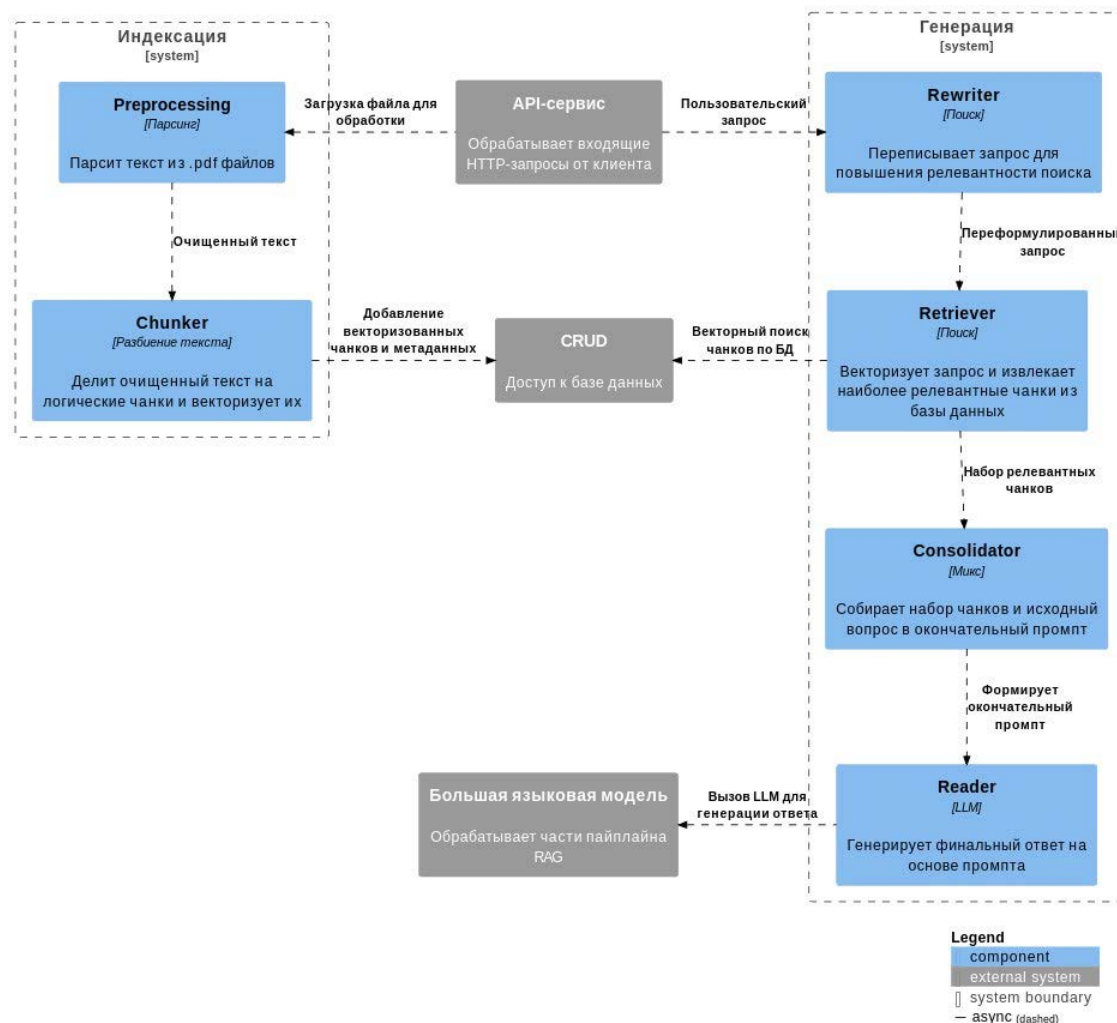 Индексация
[system]
Preprocessing
[Парсинг]
Парсит текст из .pdf файлов
Очищенный текст
Chunker
[Разбиение текста]
Делит очищенный текст на
логические чанки и векторизует их
Загрузка файла для
обработки
API-сервис
Обрабатывает входящие
HTTP-запросы от клиента
Пользовательский
запрос
Добавление
векторизованных
чанков и метаданных
CRUD
Доступ к базе данных
Векторный поиск
чанков по БД
Генерация
[system]
Rewriter
[Поиск]
Переписывает запрос для
повышения релевантности поиска
Переформулированный
запрос
Retriever
[Поиск]
Векторизует запрос и извлекает
наиболее релевантные чанки из
базы данных
Набор релевантных
чанков
Consolidator
[Микс]
Собирает набор чанков и исходный
вопрос в окончательный промпт
Формирует
окончательный
промпт
Reader
[LLM]
Генерирует финальный ответ на
основе промпта
Вызов LLM для
генерации ответа
Большая языковая модель
Обрабатывает части пайплайна
RAG
Legend
component
external system
system boundary
async (dashed)